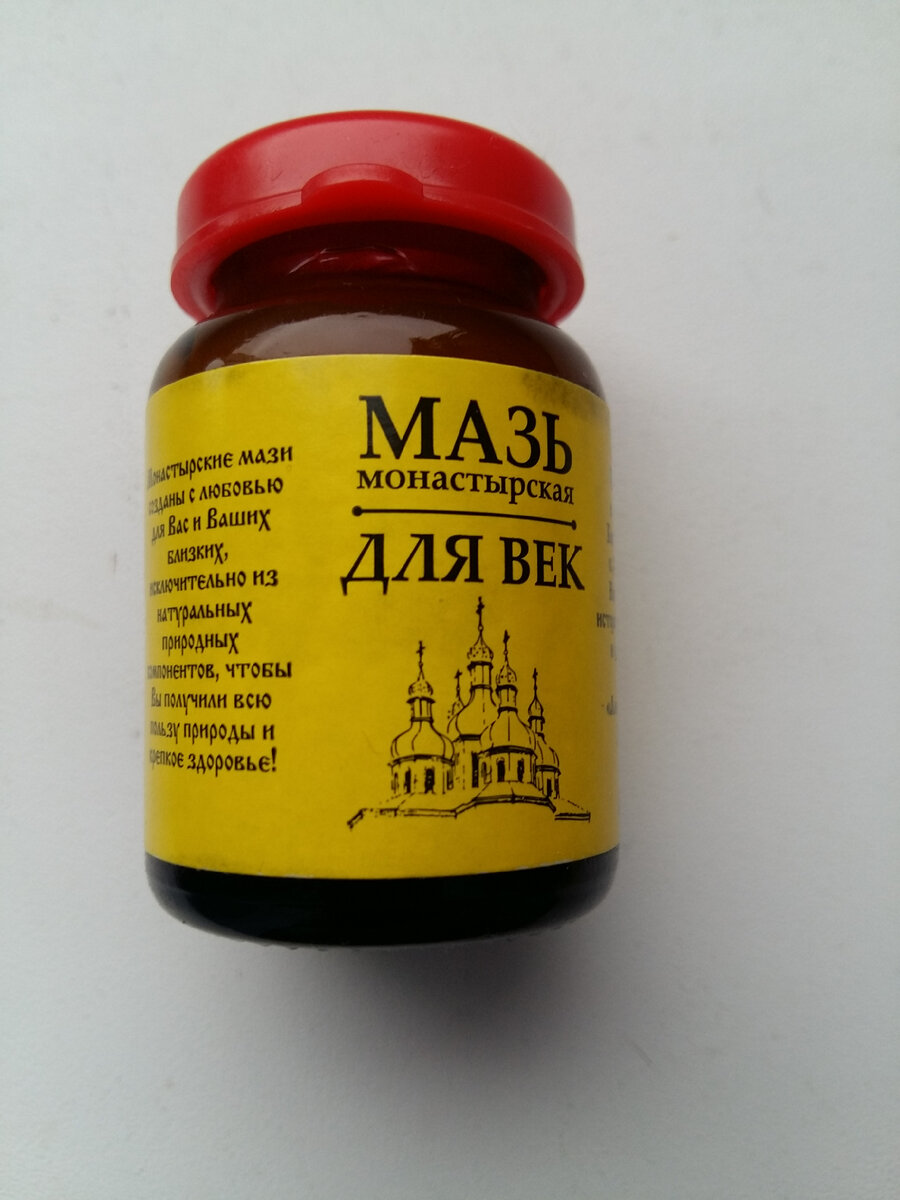 МАЗЬ
монастырская
ДЛЯ ВЕК
Монастырские мази
созданы с любовью
для Вас и Ваших
близких,
исключительно из
натуральных
природных
компонентов, чтобы
Вы получили всю
пользу природы и
крепкое здоровье!